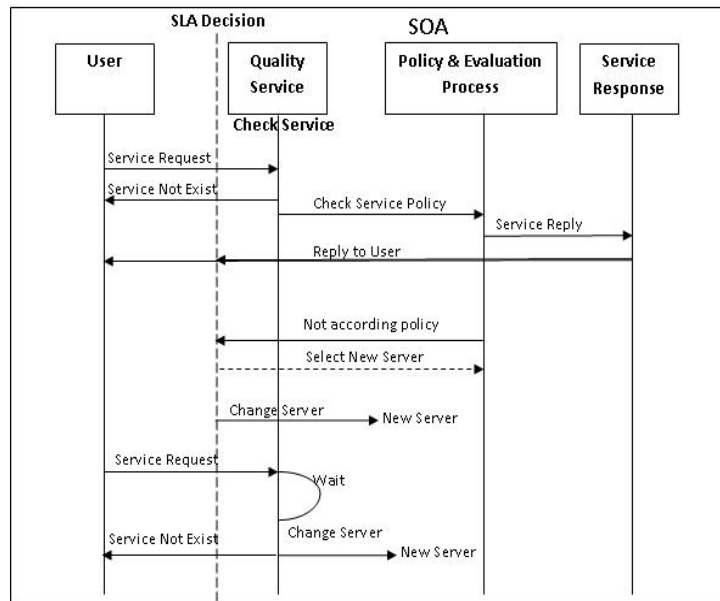 SLA Decision
SOA
User
Quality
Service
Policy & Evaluation
Process
Service
Response
Check Service
Service Request
Service Not Exist
Check Service Policy
Service Reply
Reply to User
Not according policy
Select New Server
Change Server
New Server
Service Request
Wait
Change Server
Service Not Exist
New Server